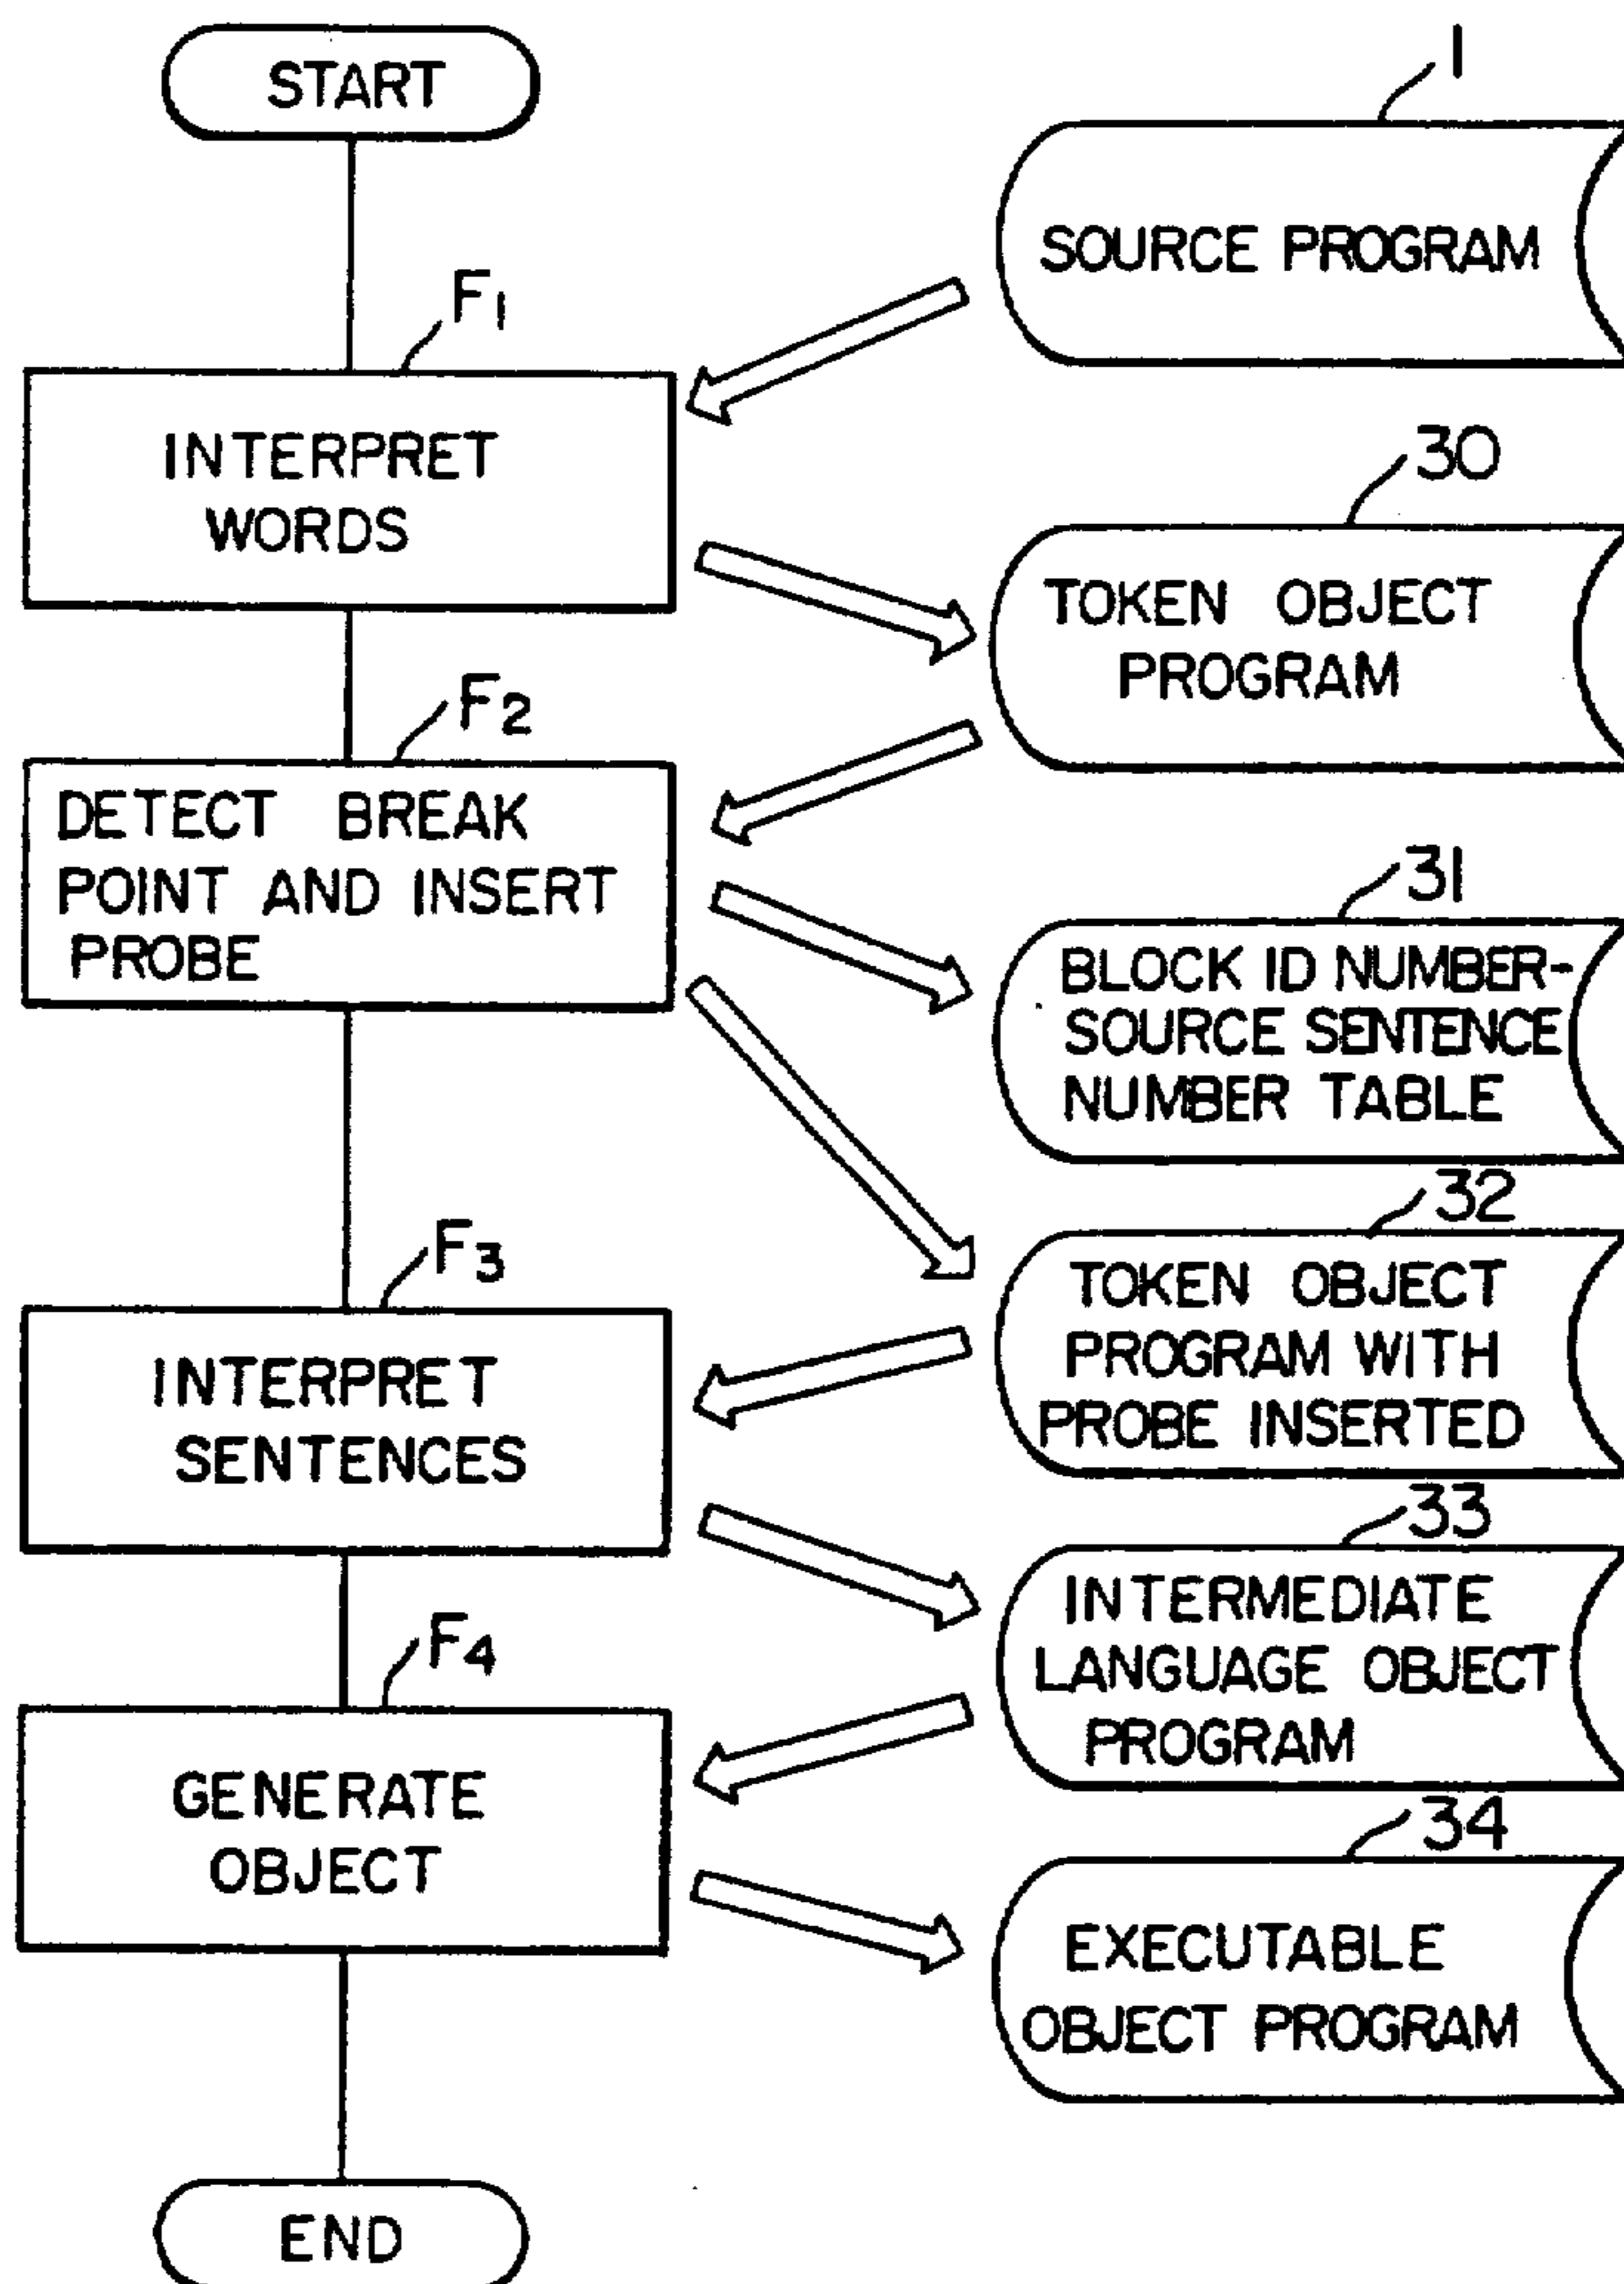 START
1
SOURCE PROGRAM
F1
INTERPRET
WORDS
30
TOKEN OBJECT
PROGRAM
F2
DETECT BREAK
POINT AND INSERT
PROBE
31
BLOCK ID NUMBER-
SOURCE SENTENCE
NUMBER TABLE
32
TOKEN OBJECT
PROGRAM WITH
PROBE INSERTED
F3
INTERPRET
SENTENCES
33
INTERMEDIATE
LANGUAGE OBJECT
PROGRAM
F4
GENERATE
OBJECT
34
EXECUTABLE
OBJECT PROGRAM
END